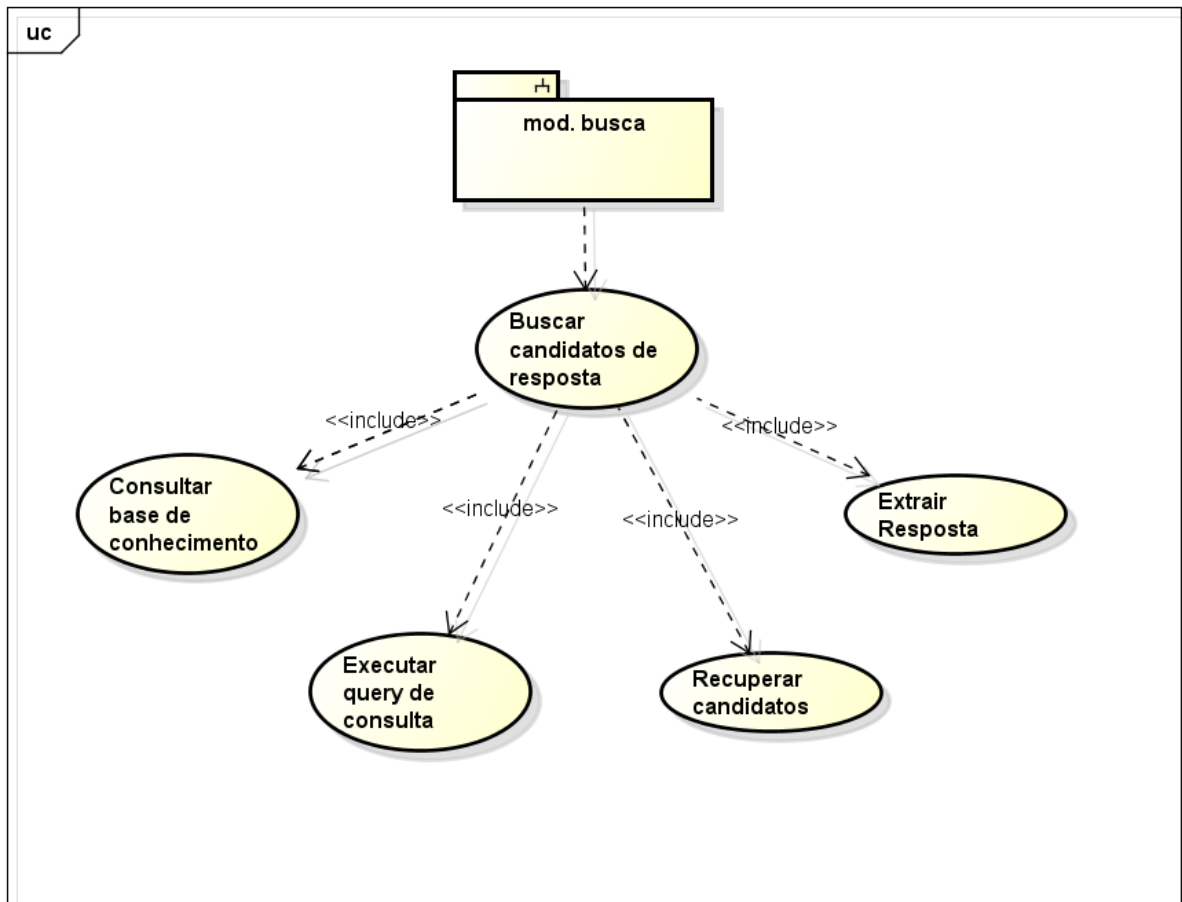 uc
mod. busca
Buscar
candidatos de
resposta
<<include>>
<<include>>
<<include>>
<<include>>
Consultar
base de
conhecimento
Extrair
Resposta
Executar
query de
consulta
Recuperar
candidatos